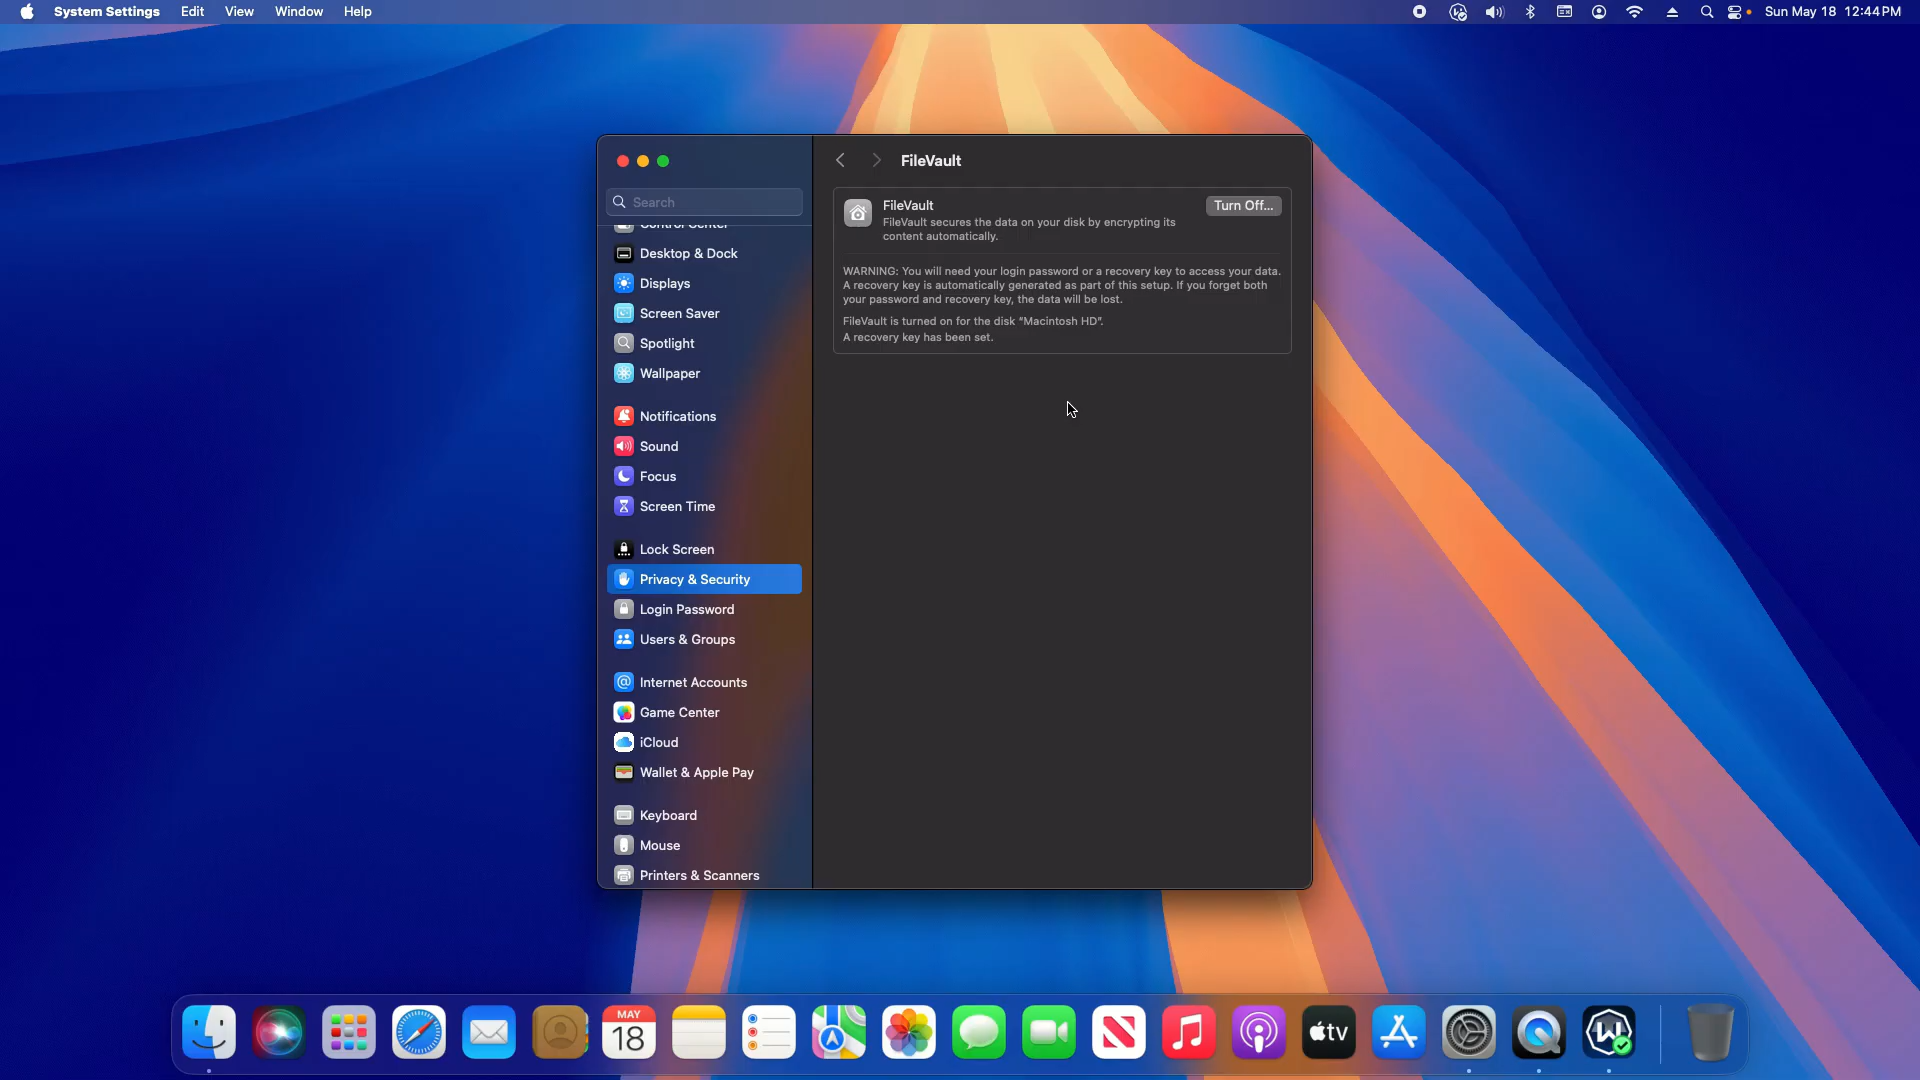 System Settings Edit View Window Help
Sun May 18 12:44 PM
Search
Control Center
Desktop & Dock
Displays
Screen Saver
Spotlight
Wallpaper
Notifications
Sound
Focus
Screen Time
Lock Screen
Privacy & Security
Login Password
Users & Groups
Internet Accounts
Game Center
iCloud
Wallet & Apple Pay
Keyboard
Mouse
Printers & Scanners
FileVault
FileVault
Turn Off...
FileVault secures the data on your disk by encrypting its
content automatically.
WARNING: You will need your login password or a recovery key to access your data.
A recovery key is automatically generated as part of this setup. If you forget both
your password and recovery key, the data will be lost.
FileVault is turned on for the disk "Macintosh HD".
A recovery key has been set.
MAY
18
tv